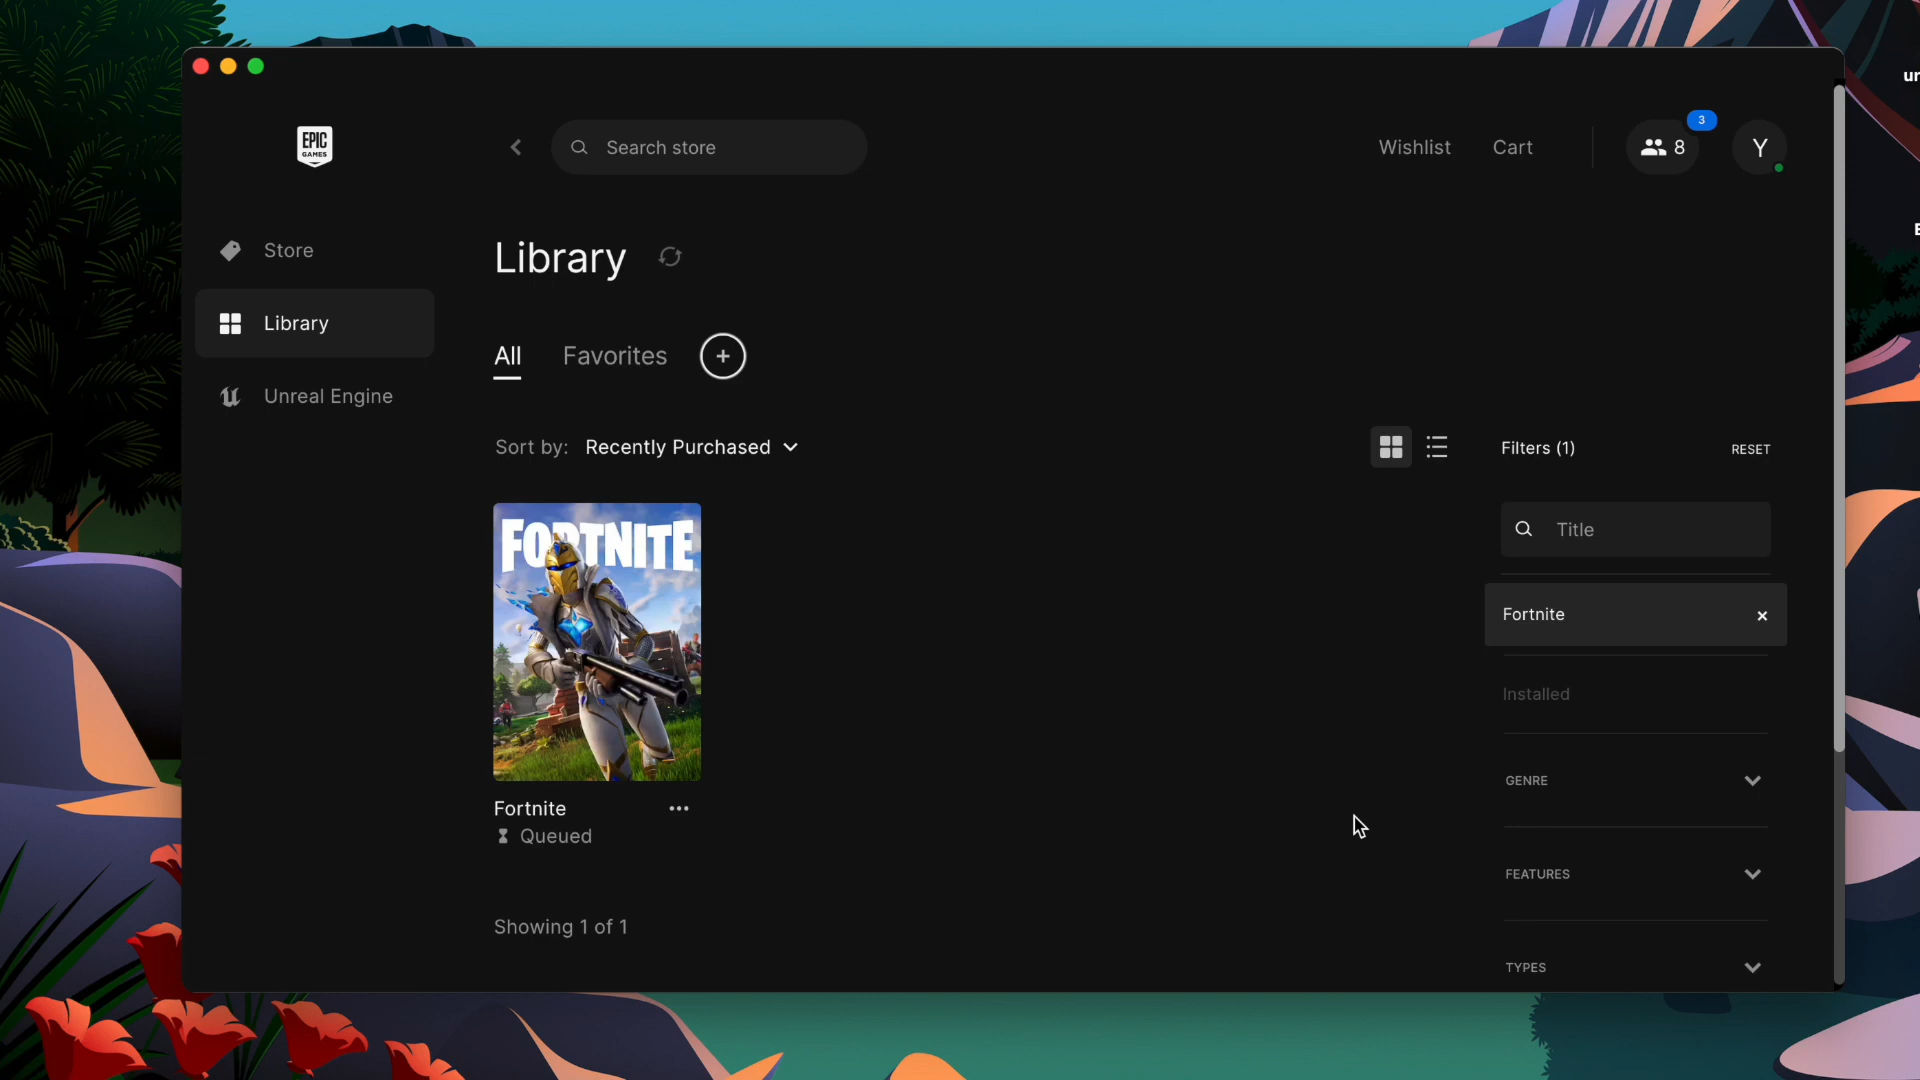 EPIC
GAMES
Search store
Wishlist
Cart
3
8
Y
Store
Library
Unreal Engine
Library
All
Favorites
Sort by: Recently Purchased
Filters (1)
RESET
FORTNITE
Title
Fortnite
Installed
GENRE
FEATURES
TYPES
Fortnite
Queued
Showing 1 of 1